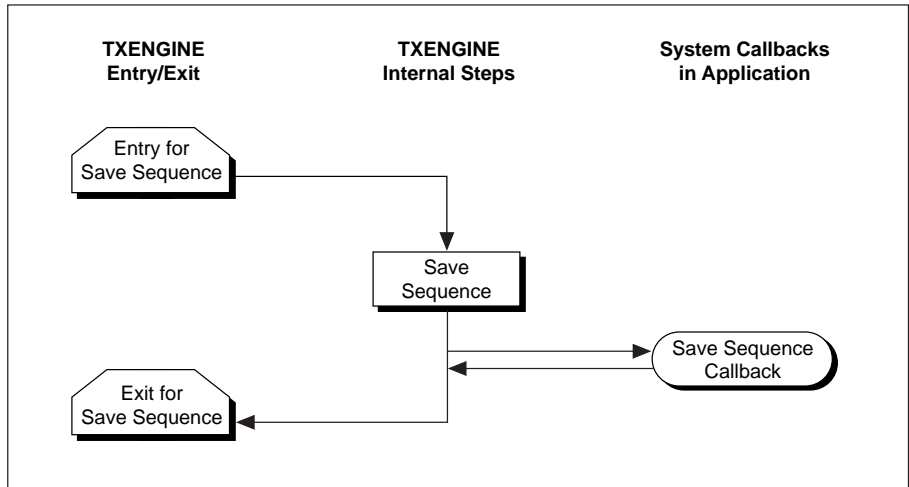 TXENGINE
Entry/Exit
TXENGINE
Internal Steps
System Callbacks
in Application
Entry for
Save Sequence
Save
Sequence
Save Sequence
Callback
Exit for
Save Sequence